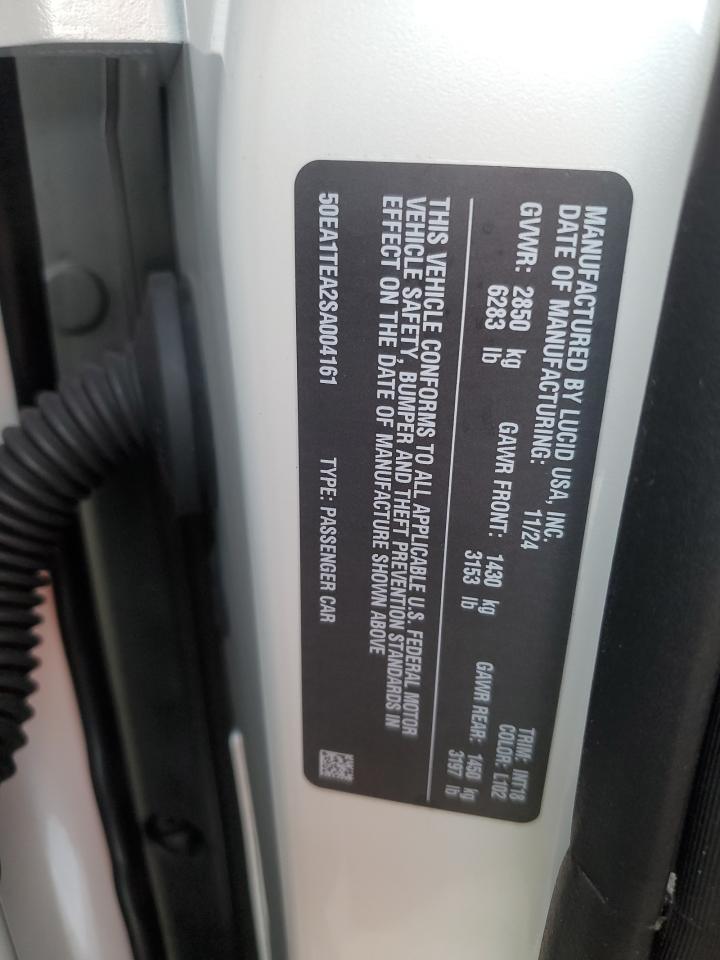 MANUFACTURED BY LUCID USA, INC.
DATE OF MANUFACTURING: 11/24 TRIM: INT18
COLOR: L102
GVWR: 2850 kg GAWR FRONT: 1430 kg GAWR REAR: 1450 kg
6283 lb 3153 lb 3197 lb
THIS VEHICLE CONFORMS TO ALL APPLICABLE U.S. FEDERAL MOTOR
VEHICLE SAFETY, BUMPER AND THEFT PREVENTION STANDARDS IN
EFFECT ON THE DATE OF MANUFACTURE SHOWN ABOVE
50EA1TEA2SA004161 TYPE: PASSENGER CAR